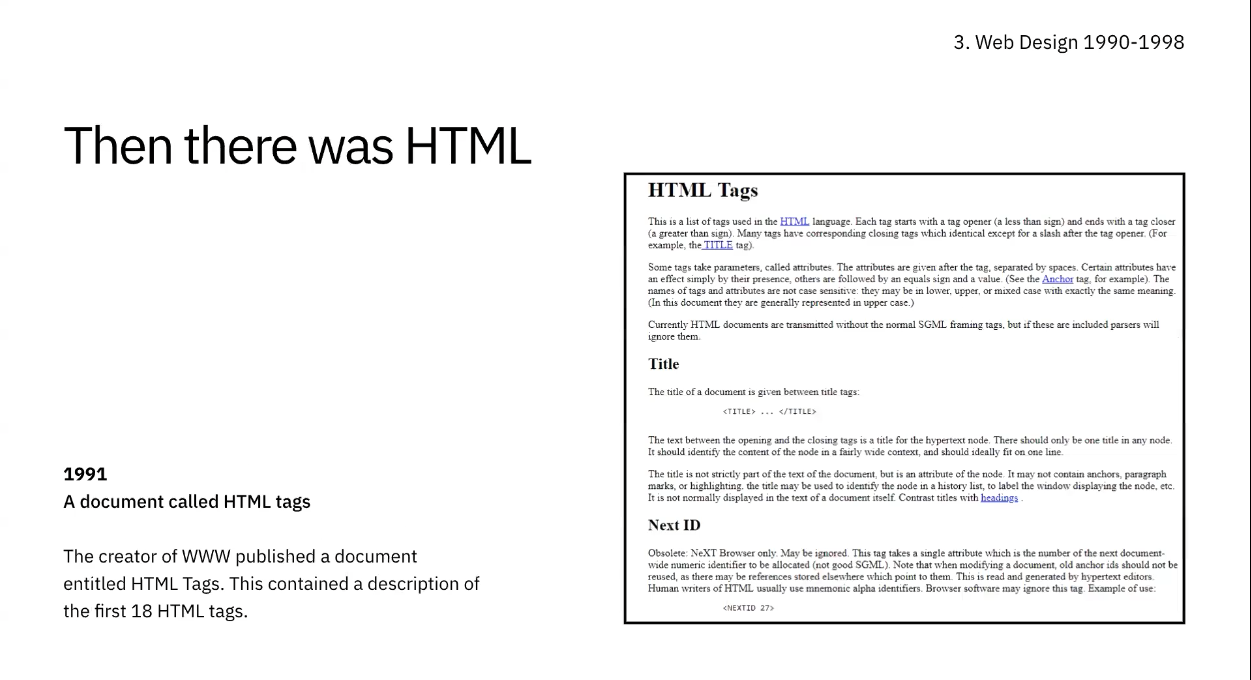 3. Web Design 1990-1998
Then there was HTML
1991
A document called HTML tags
The creator of WWW published a document
entitled HTML Tags. This contained a description of
the first 18 HTML tags.
HTML Tags
This is a list of tags used in the HTML language. Each tag starts with a tag opener (a less than sign) and ends with a tag closer
(a greater than sign). Many tags have corresponding closing tags which identical except for a slash after the tag opener. (For
example, the TITLE tag).
Some tags take parameters, called attributes. The attributes are given after the tag, separated by spaces. Certain attributes have
an effect simply by their presence, others are followed by an equals sign and a value. (See the Anchor tag, for example). The
names of tags and attributes are not case sensitive: they may be in lower, upper, or mixed case with exactly the same meaning.
(In this document they are generally represented in upper case.)
Currently HTML documents are transmitted without the normal SGML framing tags, but if these are included parsers will
ignore them.
Title
The title of a document is given between title tags:
<TITLE> ... </TITLE>
The text between the opening and the closing tags is a title for the hypertext node. There should only be one title in any node.
It should identify the content of the node in a fairly wide context, and should ideally fit on one line.
The title is not strictly part of the text of the document, but is an attribute of the node. It may not contain anchors, paragraph
marks, or highlighting. the title may be used to identify the node in a history list, to label the window displaying the node, etc.
It is not normally displayed in the text of a document itself. Contrast titles with headings .
Next ID
Obsolete: NeXT Browser only. May be ignored. This tag takes a single attribute which is the number of the next document-
wide numeric identifier to be allocated (not good SGML). Note that when modifying a document, old anchor ids should not be
reused, as there may be references stored elsewhere which point to them. This is read and generated by hypertext editors.
Human writers of HTML usually use mnemonic alpha identifiers. Browser software may ignore this tag. Example of use:
<NEXTID 27>